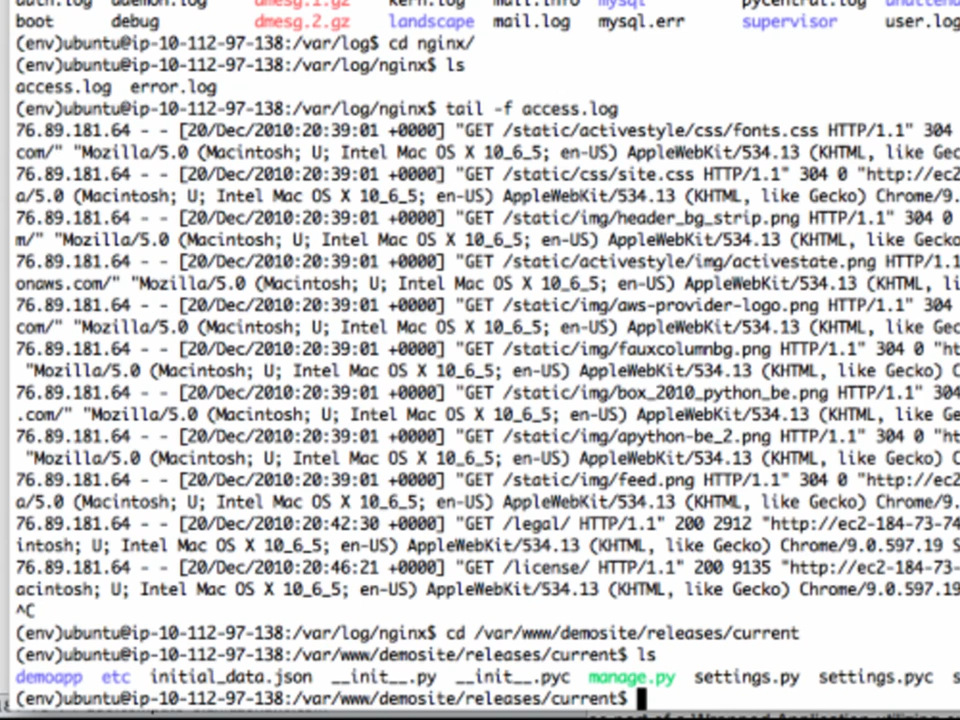 auth.log daemon.log dmesg.1.gz kern.log mail.info mysql pycentral.log unatten
boot debug dmesg.2.gz landscape mail.log mysql.err supervisor user.log
(env)ubuntu@ip-10-112-97-138:/var/log$ cd nginx/
(env)ubuntu@ip-10-112-97-138:/var/log/nginx$ ls
access.log error.log
(env)ubuntu@ip-10-112-97-138:/var/log/nginx$ tail -f access.log
76.89.181.64 - - [20/Dec/2010:20:39:01 +0000] "GET /static/activestyle/css/fonts.css HTTP/1.1" 304
com/" "Mozilla/5.0 (Macintosh; U; Intel Mac OS X 10_6_5; en-US) AppleWebKit/534.13 (KHTML, like Gec
76.89.181.64 - - [20/Dec/2010:20:39:01 +0000] "GET /static/css/site.css HTTP/1.1" 304 0 "http://ec2
a/5.0 (Macintosh; U; Intel Mac OS X 10_6_5; en-US) AppleWebKit/534.13 (KHTML, like Gecko) Chrome/9.
76.89.181.64 - - [20/Dec/2010:20:39:01 +0000] "GET /static/img/header_bg_strip.png HTTP/1.1" 304 0
m/" "Mozilla/5.0 (Macintosh; U; Intel Mac OS X 10_6_5; en-US) AppleWebKit/534.13 (KHTML, like Gecko
76.89.181.64 - - [20/Dec/2010:20:39:01 +0000] "GET /static/activestyle/img/activestate.png HTTP/1.1
onaws.com/" "Mozilla/5.0 (Macintosh; U; Intel Mac OS X 10_6_5; en-US) AppleWebKit/534.13 (KHTML, li
76.89.181.64 - - [20/Dec/2010:20:39:01 +0000] "GET /static/img/aws-provider-logo.png HTTP/1.1" 304
com/" "Mozilla/5.0 (Macintosh; U; Intel Mac OS X 10_6_5; en-US) AppleWebKit/534.13 (KHTML, like Gec
76.89.181.64 - - [20/Dec/2010:20:39:01 +0000] "GET /static/img/fauxcolumnbg.png HTTP/1.1" 304 0 "ht
"Mozilla/5.0 (Macintosh; U; Intel Mac OS X 10_6_5; en-US) AppleWebKit/534.13 (KHTML, like Gecko) C
76.89.181.64 - - [20/Dec/2010:20:39:01 +0000] "GET /static/img/box_2010_python_be.png HTTP/1.1" 304
.com/" "Mozilla/5.0 (Macintosh; U; Intel Mac OS X 10_6_5; en-US) AppleWebKit/534.13 (KHTML, like Ge
76.89.181.64 - - [20/Dec/2010:20:39:01 +0000] "GET /static/img/apython-be_2.png HTTP/1.1" 304 0 "ht
"Mozilla/5.0 (Macintosh; U; Intel Mac OS X 10_6_5; en-US) AppleWebKit/534.13 (KHTML, like Gecko) C
76.89.181.64 - - [20/Dec/2010:20:39:01 +0000] "GET /static/img/feed.png HTTP/1.1" 304 0 "http://ec2
a/5.0 (Macintosh; U; Intel Mac OS X 10_6_5; en-US) AppleWebKit/534.13 (KHTML, like Gecko) Chrome/9.
76.89.181.64 - - [20/Dec/2010:20:42:30 +0000] "GET /legal/ HTTP/1.1" 200 2912 "http://ec2-184-73-74
intosh; U; Intel Mac OS X 10_6_5; en-US) AppleWebKit/534.13 (KHTML, like Gecko) Chrome/9.0.597.19 S
76.89.181.64 - - [20/Dec/2010:20:46:21 +0000] "GET /license/ HTTP/1.1" 200 9135 "http://ec2-184-73-
acintosh; U; Intel Mac OS X 10_6_5; en-US) AppleWebKit/534.13 (KHTML, like Gecko) Chrome/9.0.597.19
^C
(env)ubuntu@ip-10-112-97-138:/var/log/nginx$ cd /var/www/demosite/releases/current
(env)ubuntu@ip-10-112-97-138:/var/www/demosite/releases/current$ ls
demoapp etc initial_data.json __init__.py __init__.pyc manage.py settings.py settings.pyc s
(env)ubuntu@ip-10-112-97-138:/var/www/demosite/releases/current$